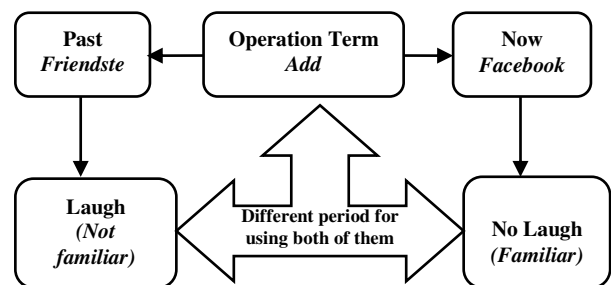 Past
Friendste
Operation Term
Add
Now
Facebook
Laugh
(Not
familiar)
Different period for
using both of them
No Laugh
(Familiar)